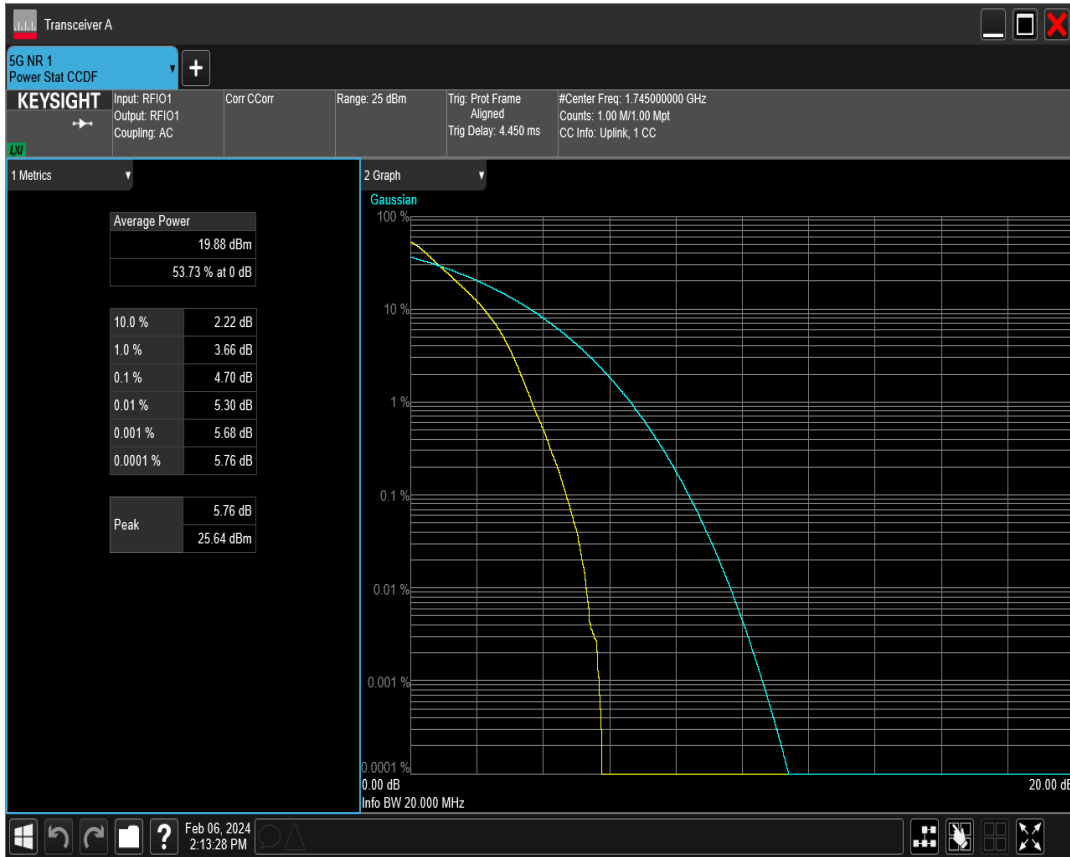 Transceiver A
5G NR 1
Power Stat CCDF
KEYSIGHT
LXI
Input: RFIO1
Output: RFIO1
Coupling: AC
Corr CCorr
Range: 25 dBm
Trig: Prot Frame
Aligned
Trig Delay: 4.450 ms
#Center Freq: 1.745000000 GHz
Counts: 1.00 M/1.00 Mpt
CC Info: Uplink, 1 CC
1 Metrics
Average Power
19.88 dBm
53.73 % at 0 dB
10.0 % 2.22 dB
1.0 % 3.66 dB
0.1 % 4.70 dB
0.01 % 5.30 dB
0.001 % 5.68 dB
0.0001 % 5.76 dB
Peak
5.76 dB
25.64 dBm
2 Graph
Gaussian
100 %
10 %
1 %
0.1 %
0.01 %
0.001 %
0.0001 %
0.00 dB 20.00 dB
Info BW 20.000 MHz
?
Feb 06, 2024
2:13:28 PM